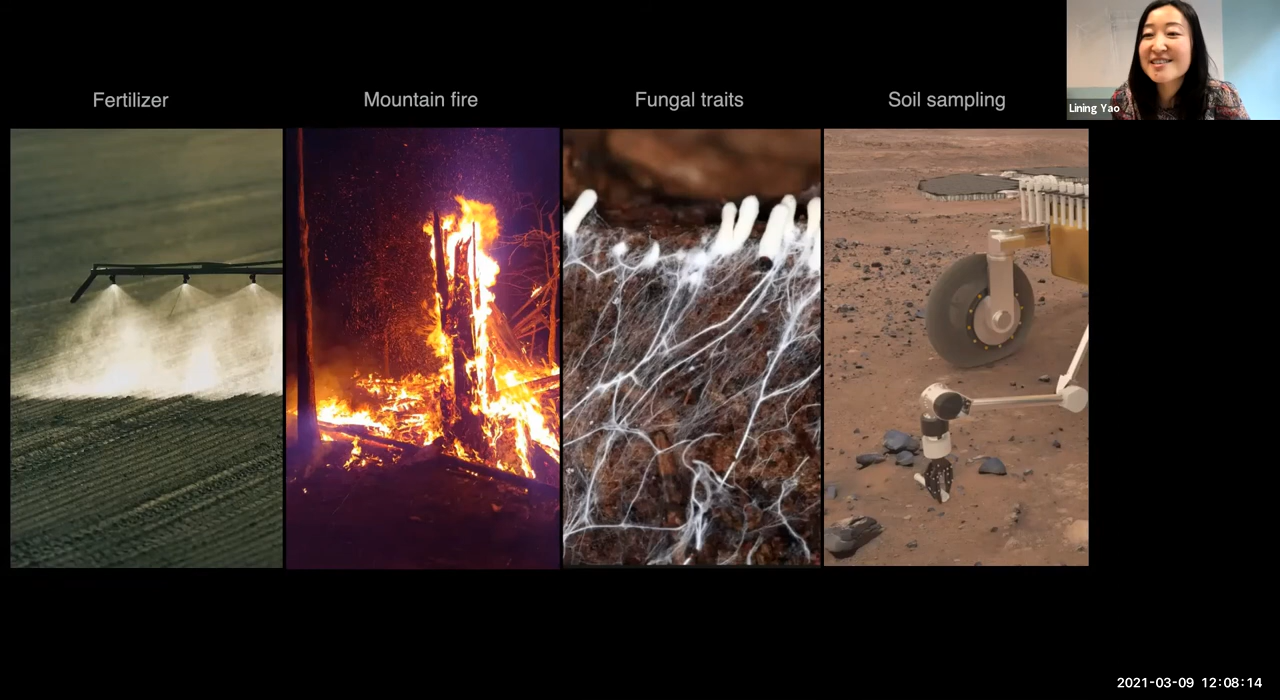 Fertilizer
Mountain fire
Fungal traits
Soil sampling
Lining Yao
2021-03-09 12:08:14